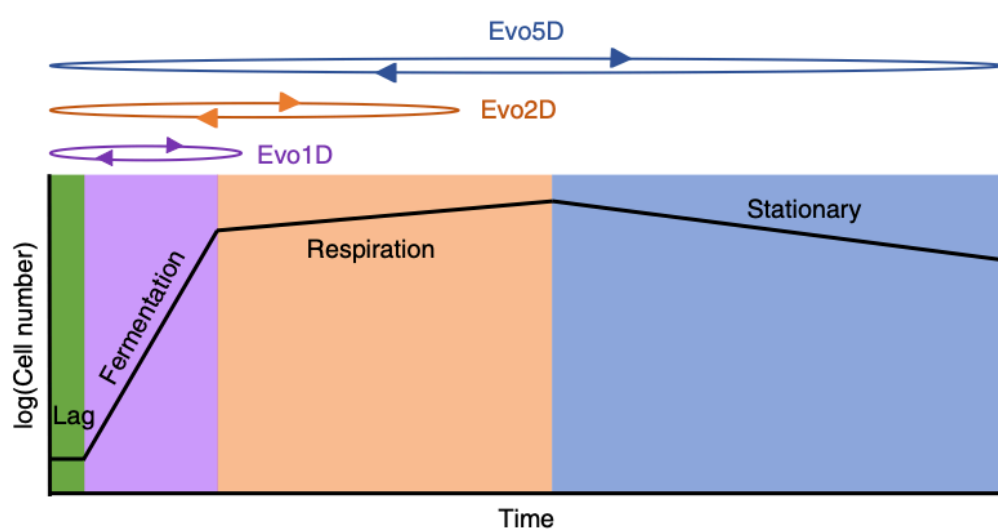 Evo5D
Evo2D
Evo1D
Stationary
Respiration
Fermentation
Lag
log(Cell number)
Time